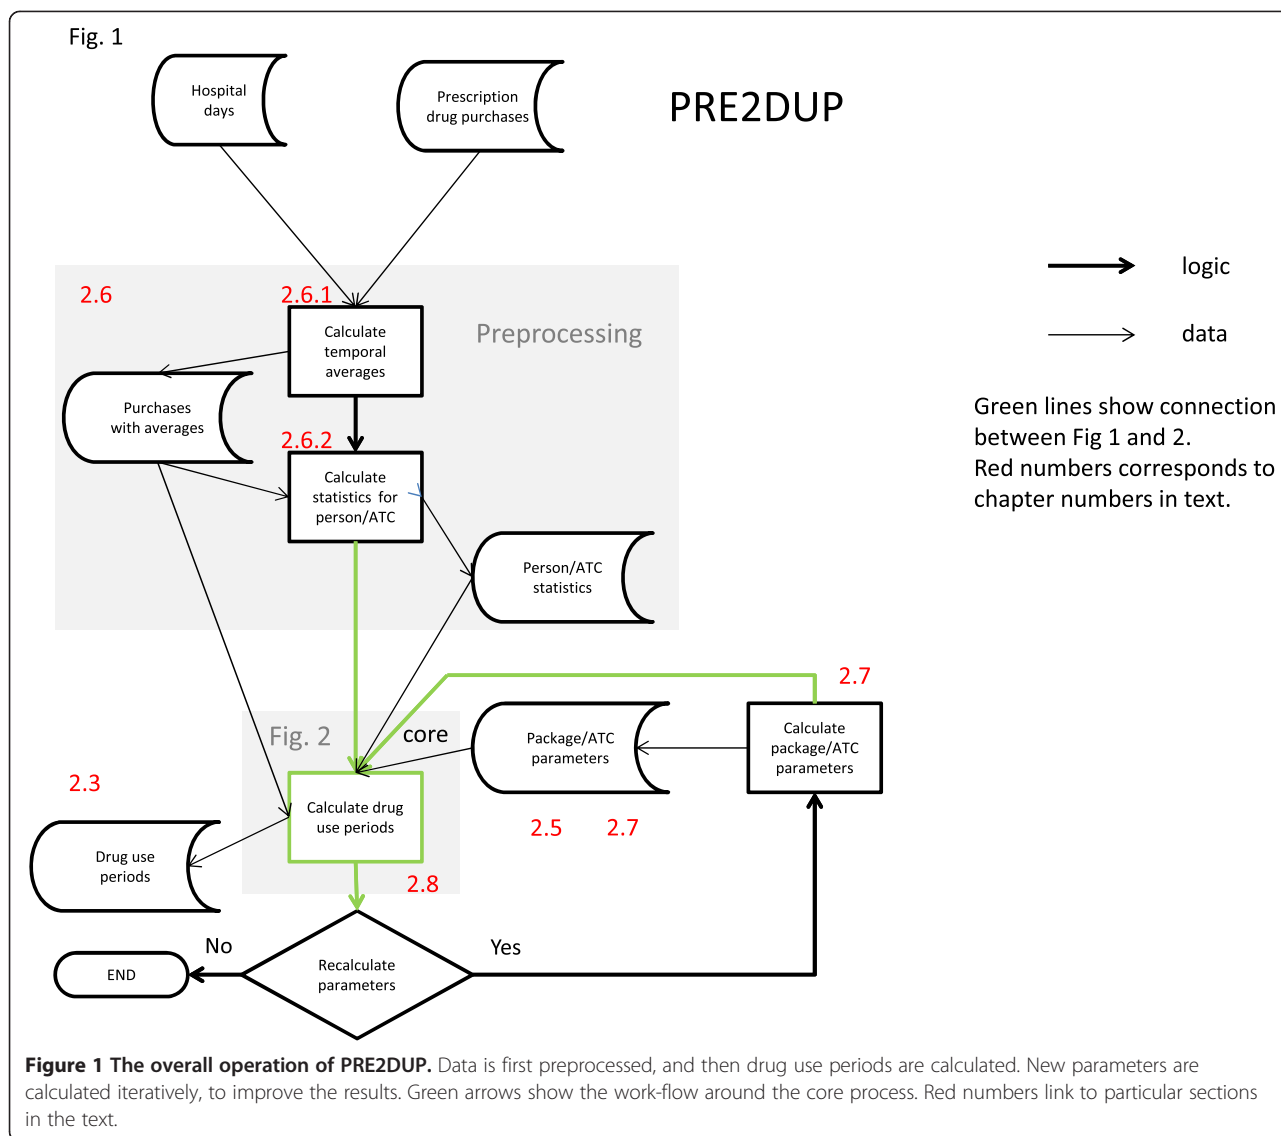 Fig. 1
Hospital
days
Prescription
drug purchases
PRE2DUP
logic
data
Green lines show connection
between Fig 1 and 2.
Red numbers corresponds to
chapter numbers in text.
2.6
2.6.1
Preprocessing
Calculate
temporal
averages
Purchases
with averages
2.6.2
Calculate
statistics for
person/ATC
Person/ATC
statistics
2.7
Fig. 2
core
Package/ATC
parameters
Calculate
package/ATC
parameters
2.3
Calculate drug
use periods
2.5
2.7
Drug use
periods
2.8
No
Yes
END
Recalculate
parameters
Figure 1 The overall operation of PRE2DUP. Data is first preprocessed, and then drug use periods are calculated. New parameters are
calculated iteratively, to improve the results. Green arrows show the work-flow around the core process. Red numbers link to particular sections
in the text.